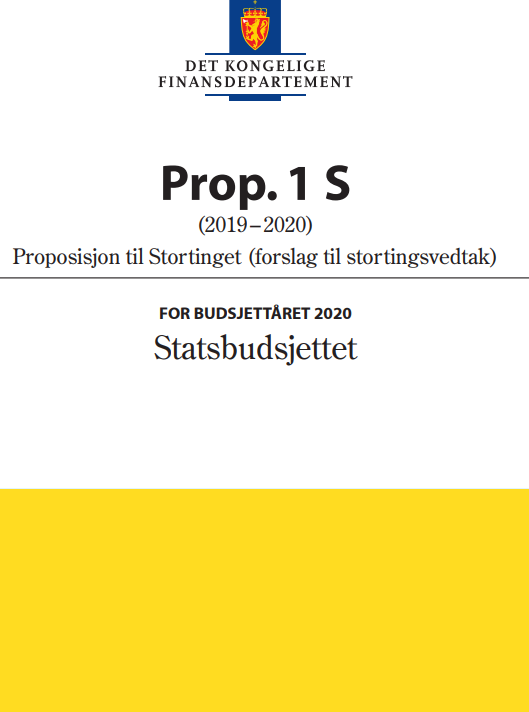 DET KONGELIGE
FINANSDEPARTEMENT
Prop. 1 S
(2019–2020)
Proposisjon til Stortinget (forslag til stortingsvedtak)
FOR BUDSJETTÅRET 2020
Statsbudsjettet